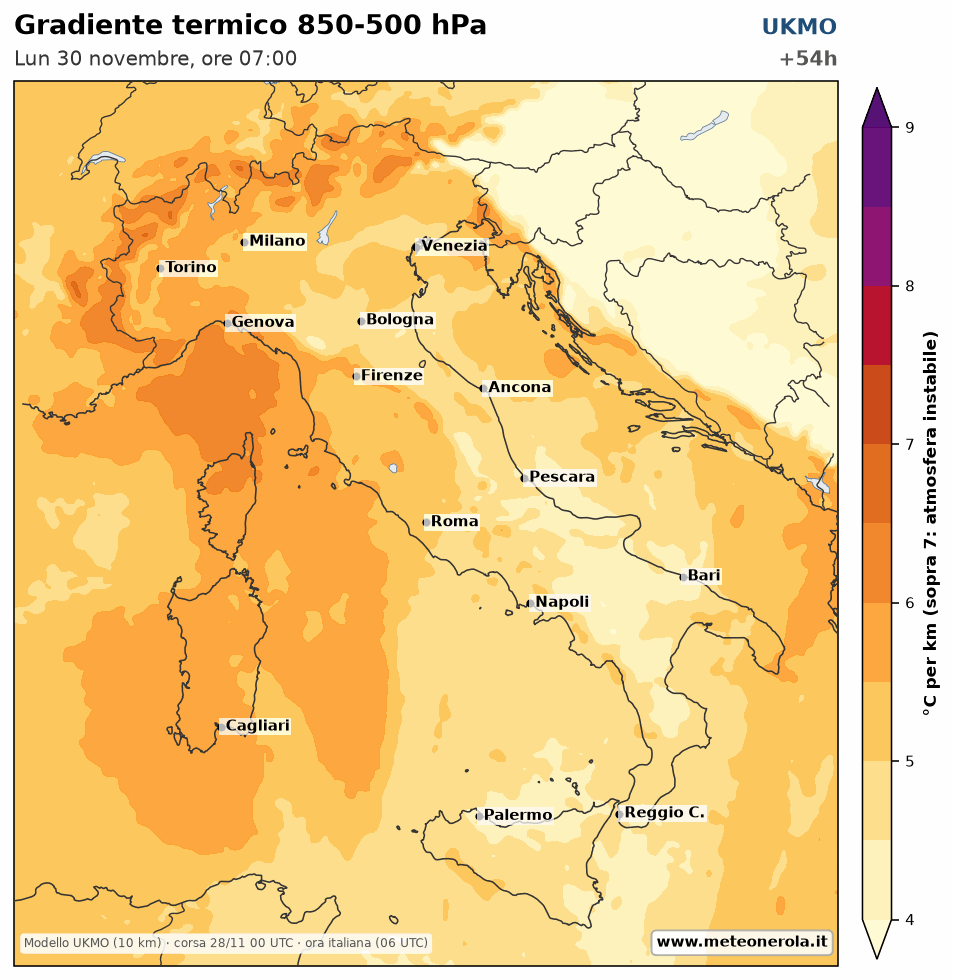 Gradiente termico 850-500 hPa
UKMO
Lun 30 novembre, ore 07:00
+54h
Milano
Venezia
Torino
Genova
Bologna
Firenze
Ancona
Pescara
Roma
Bari
Napoli
Cagliari
Palermo
Reggio C.
9
8
7
6
5
4
°C per km (sopra 7: atmosfera instabile)
Modello UKMO (10 km) · corsa 28/11 00 UTC · ora italiana (06 UTC)
www.meteonerola.it